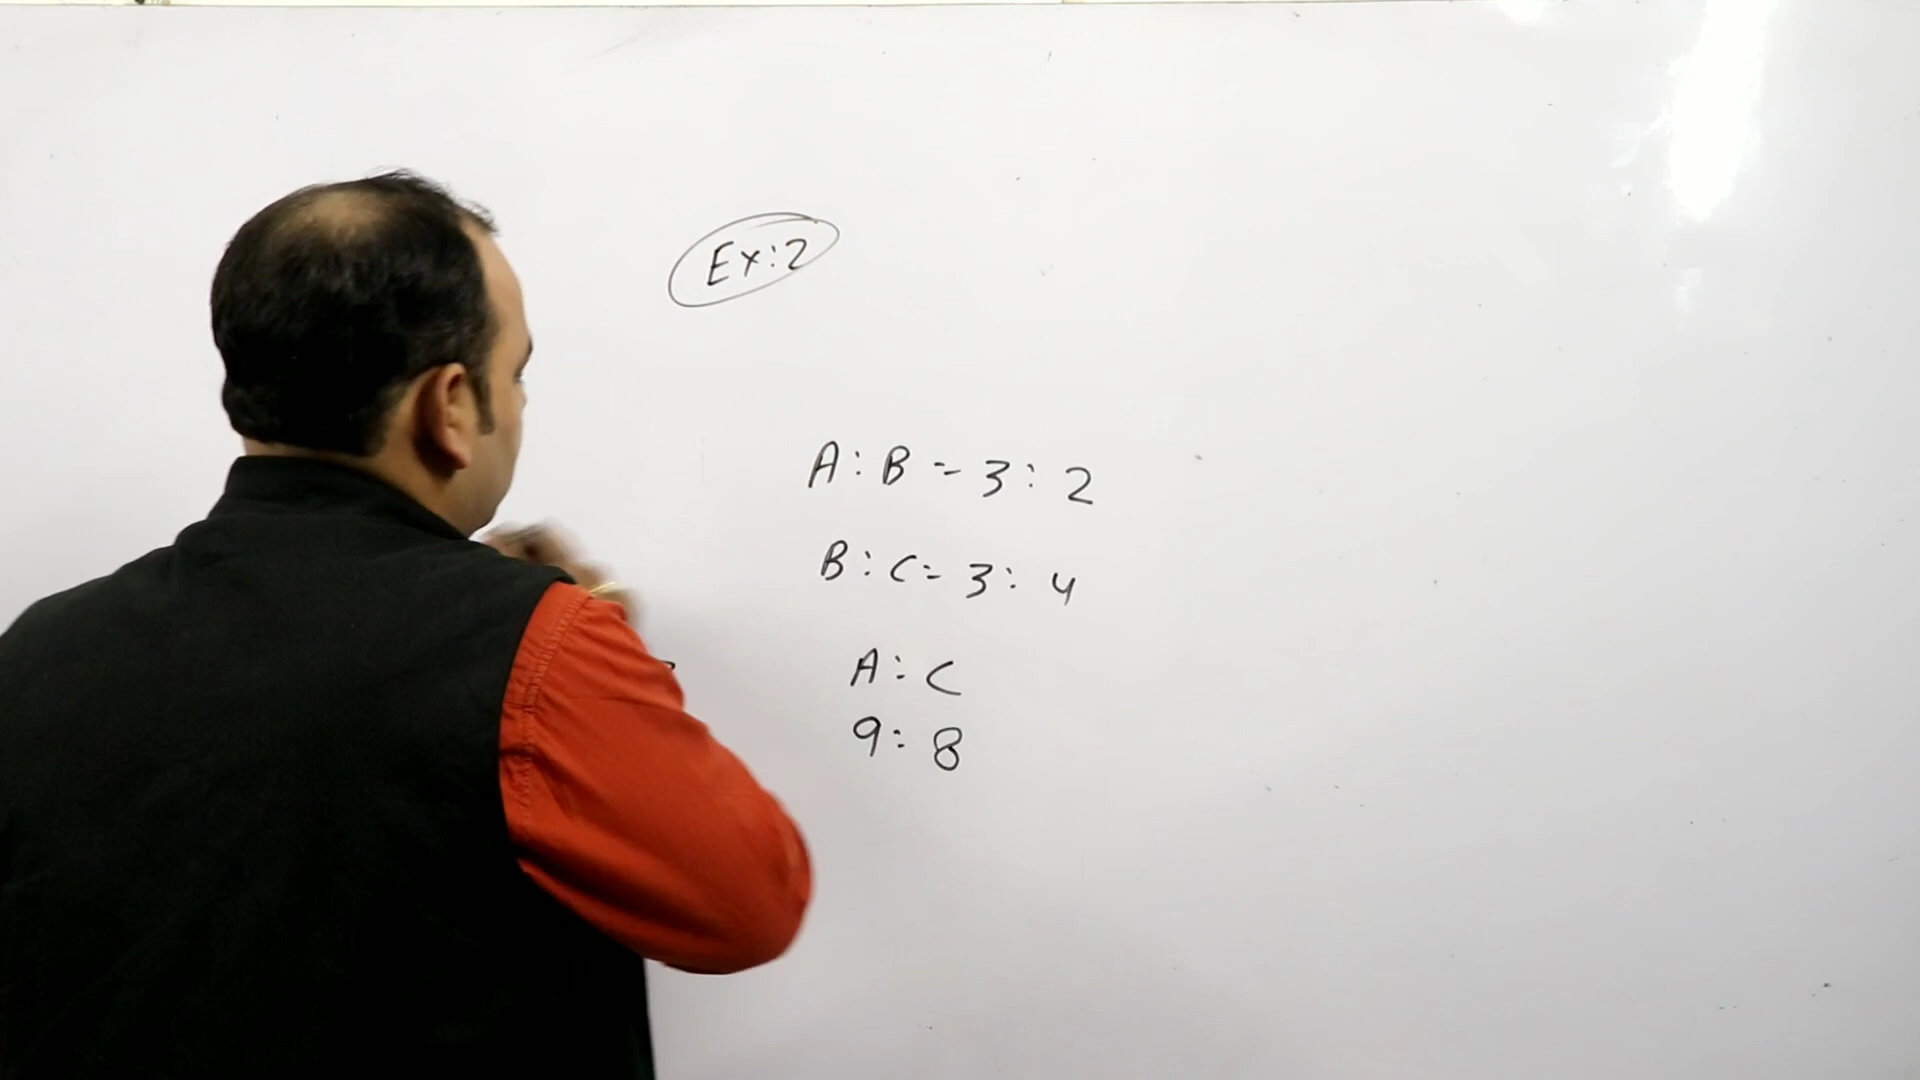 Ex:2
A : B = 3 : 2
B : C = 3 : 4
A : C
9 : 8